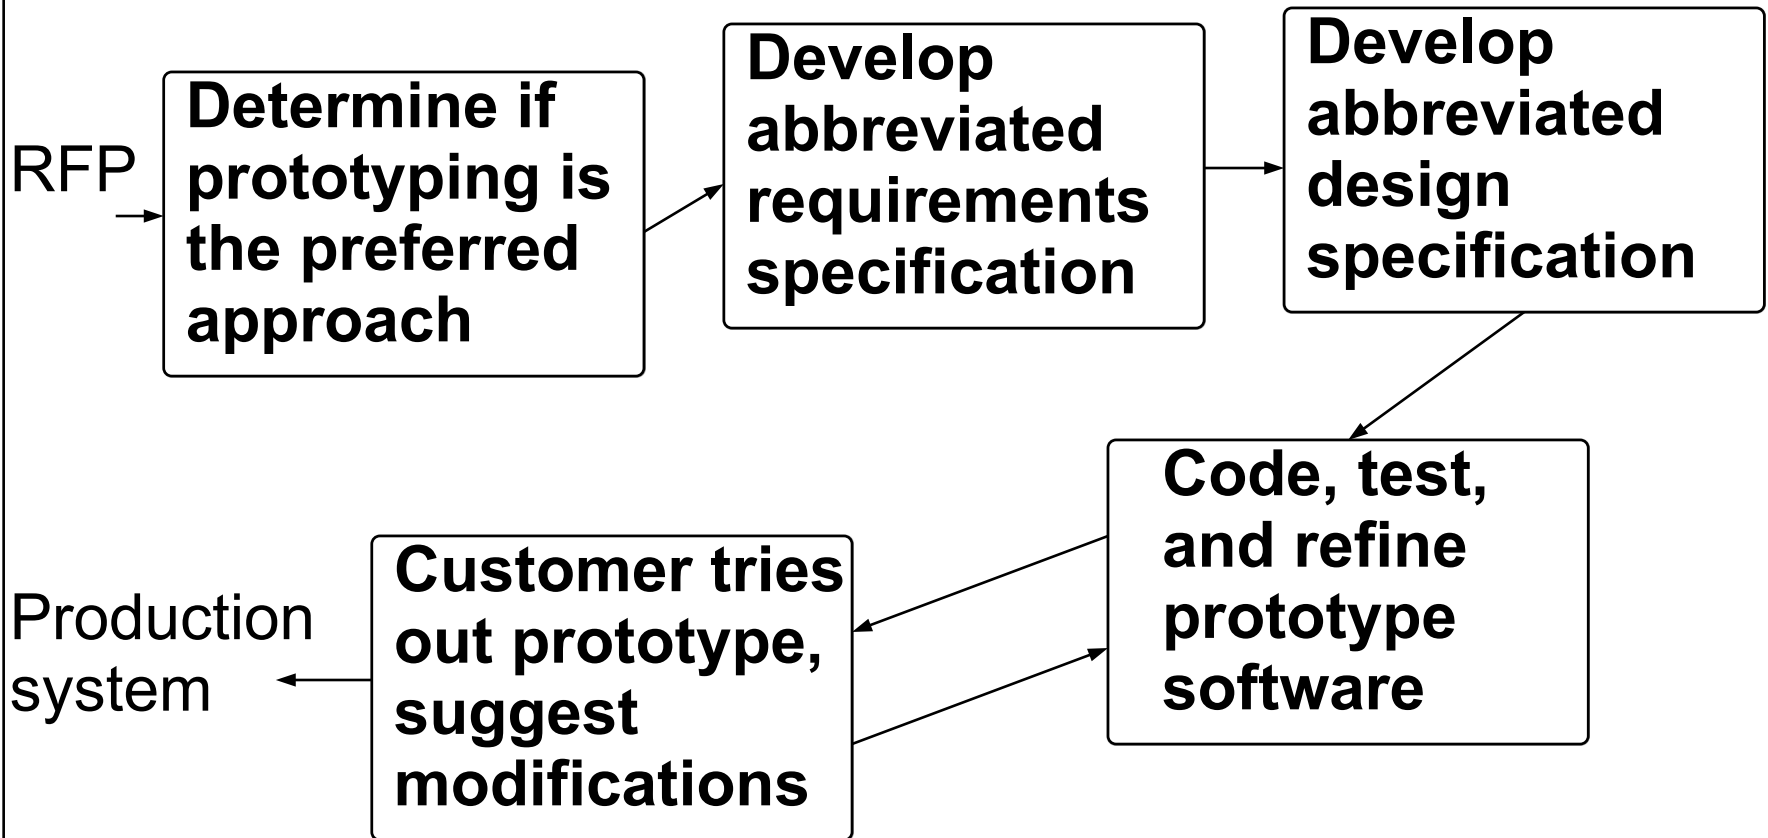 RFP
Determine if
prototyping is
the preferred
approach
Develop
abbreviated
requirements
specification
Develop
abbreviated
design
specification
Code, test,
and refine
prototype
software
Customer tries
out prototype,
suggest
modifications
Production
system